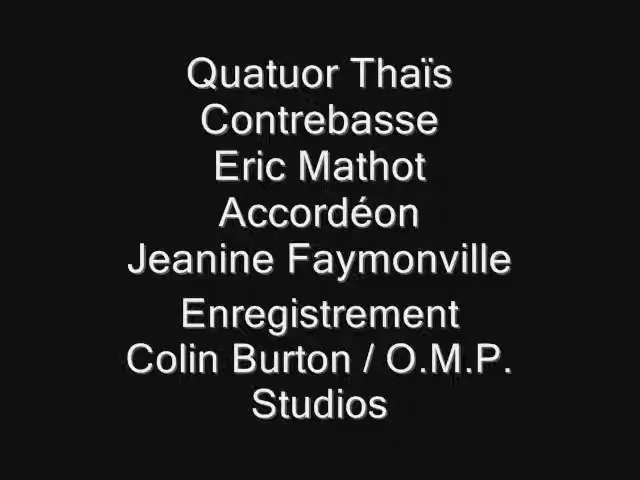 Quatuor Thaïs
Contrebasse
Eric Mathot
Accordéon
Jeanine Faymonville
Enregistrement
Colin Burton / O.M.P.
Studios